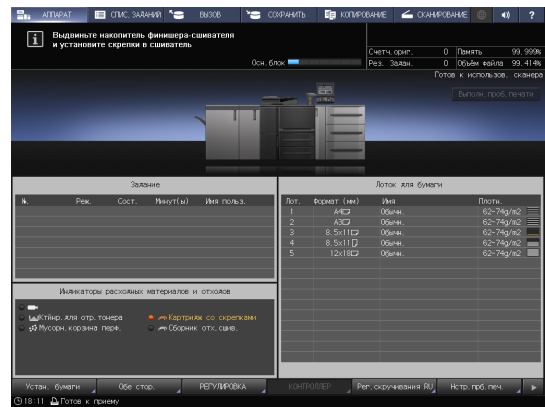 АППАРАТ СПИС. ЗАДАНИЙ ВЫЗОВ СОХРАНИТЬ КОПИРОВАНИЕ СКАНИРОВАНИЕ ?
Выдвиньте накопитель финишера-сшивателя
и установите скрепки в сшиватель
Осн. блок
Счетч. ориг. 0 Память 99.999%
Рез. Задан. 0 Объём файла 99.414%
Готов к использов. сканера
Выполн. проб. печати
Задание
№. Реж. Сост. Минут(ы) Имя польз.
Лоток для бумаги
Лот. Формат (мм) Имя Плотн.
1 A4 Обычн. 62-74g/m2
2 A3 Обычн. 62-74g/m2
3 8.5x11 Обычн. 62-74g/m2
4 8.5x11 Обычн. 62-74g/m2
5 12x18 Обычн. 62-74g/m2
Индикаторы расходных материалов и отходов
Ктйнр. для отр. тонера Картридж со скрепками
Мусорн. корзина перф. Сборник отх. сшив.
Устан. бумаги Обе стор. РЕГУЛИРОВКА КОНТРОЛЛЕР Рег. скручивания RU Нстр. прб. печ.
18:11 Готов к приему